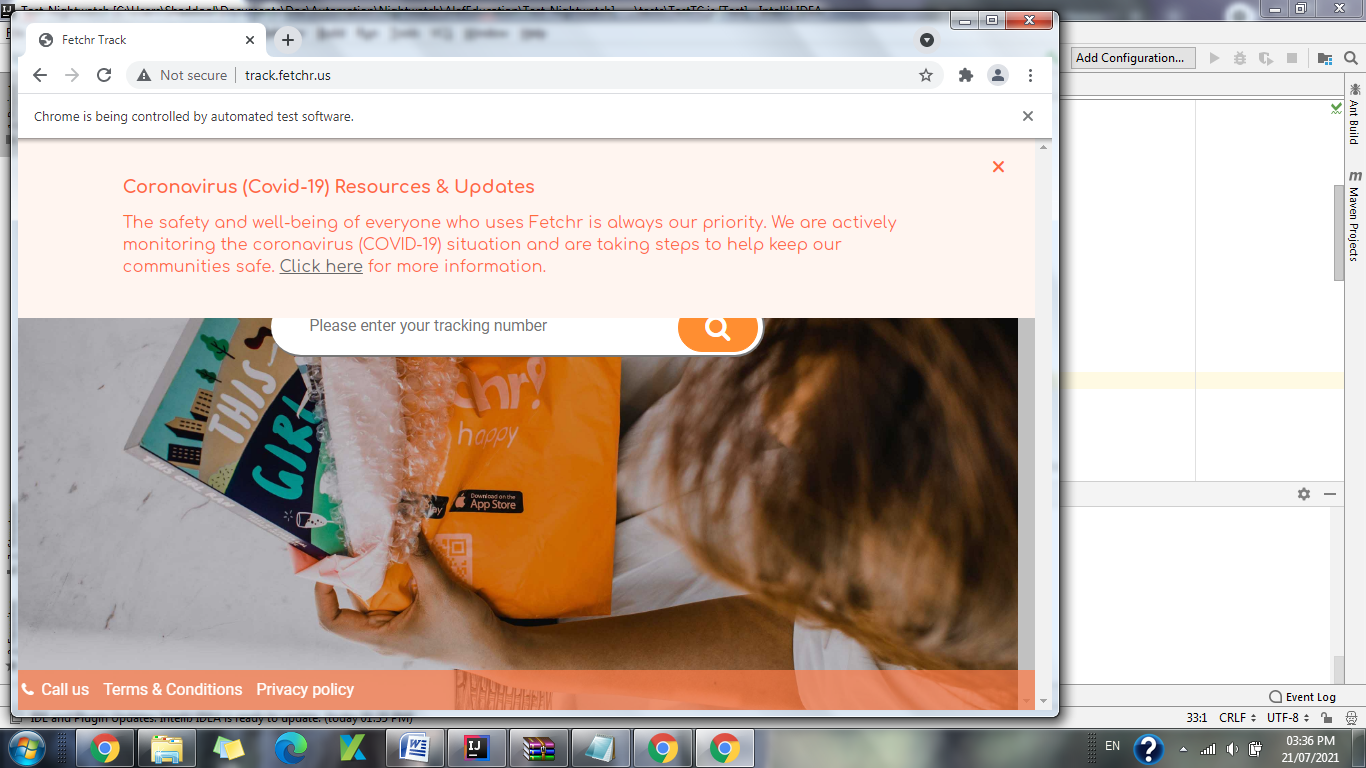 Fetchr Track
Not secure
track.fetchr.us
Add Configuration...
Chrome is being controlled by automated test software.
Ant Build
Maven Projects
Coronavirus (Covid-19) Resources & Updates
The safety and well-being of everyone who uses Fetchr is always our priority. We are actively
monitoring the coronavirus (COVID-19) situation and are taking steps to help keep our
communities safe. Click here for more information.
Please enter your tracking number
THIS
GIRL
chr!
happy
Download on the
App Store
Call us Terms & Conditions Privacy policy
Event Log
IDE and Plugin Updates: IntelliJ IDEA is ready to update. (today 01:55 PM)
33:1 CRLF UTF-8
EN
03:36 PM
21/07/2021